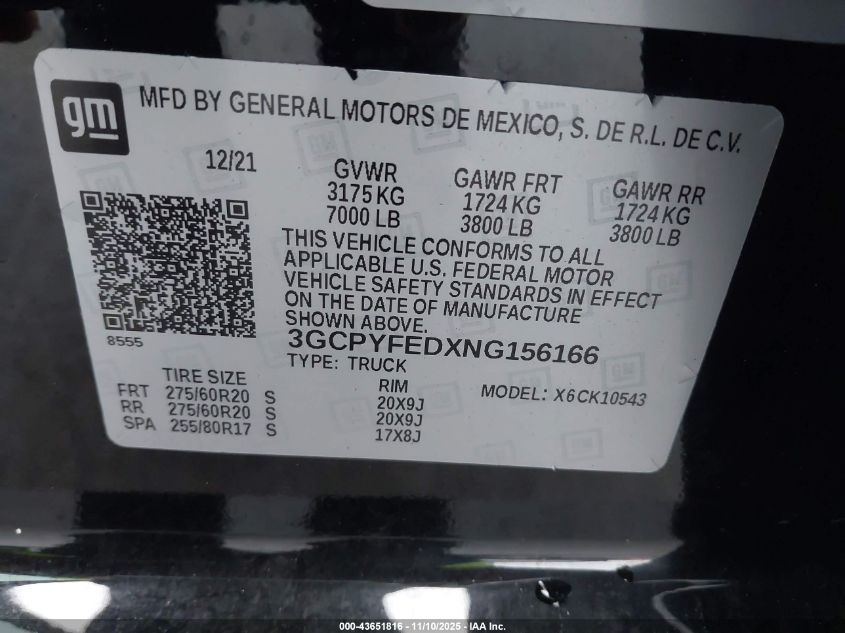 gm
MFD BY GENERAL MOTORS DE MEXICO, S. DE R.L. DE C.V.
12/21
GVWR
3175 KG
7000 LB
GAWR FRT
1724 KG
3800 LB
GAWR RR
1724 KG
3800 LB
THIS VEHICLE CONFORMS TO ALL
APPLICABLE U.S. FEDERAL MOTOR
VEHICLE SAFETY STANDARDS IN EFFECT
ON THE DATE OF MANUFACTURE
SHOWN ABOVE.
8555
3GCPYFEDXNG156166
TYPE: TRUCK
MODEL: X6CK10543
TIRE SIZE
RIM
FRT 275/60R20 S 20X9J
RR 275/60R20 S 20X9J
SPA 255/80R17 S 17X8J
000-43651816 - 11/10/2025 - IAA Inc.